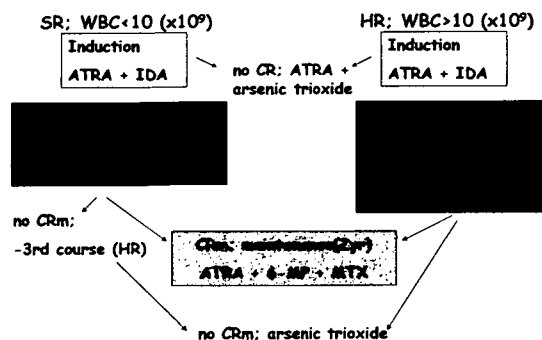 SR; WBC<10 (x10⁹)
HR; WBC>10 (x10⁹)
Induction
ATRA + IDA
no CR; ATRA +
arsenic trioxide
Induction
ATRA + IDA
no CRm;
-3rd course (HR)
CRm; maintenance(2yr)
ATRA + 6-MP + MTX
no CRm; arsenic trioxide